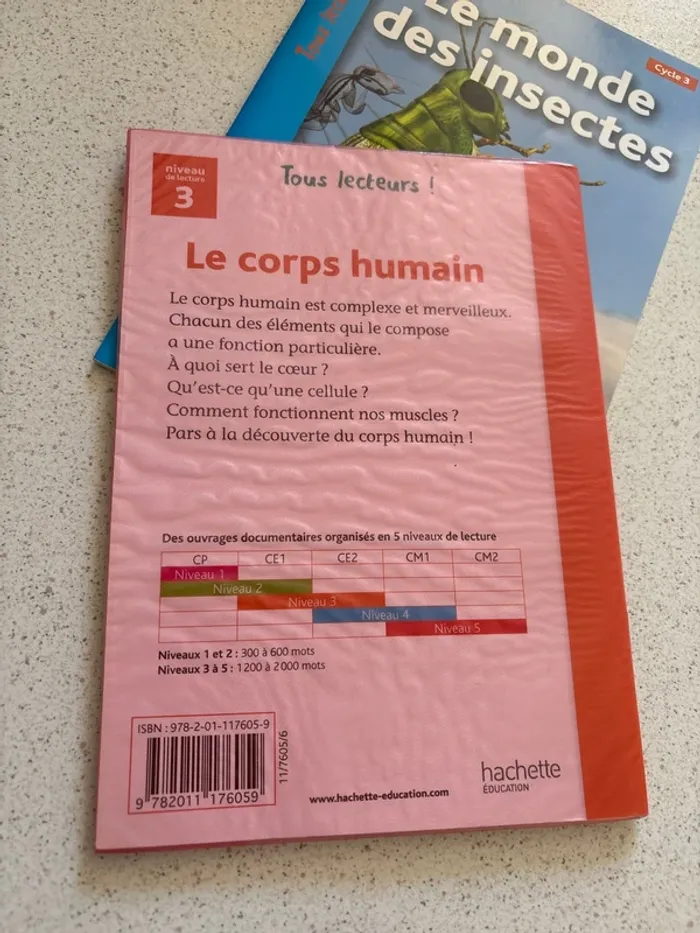 Tous
Le monde
des insectes
Cycle 3
niveau
de lecture
3
Tous lecteurs !
Le corps humain
Le corps humain est complexe et merveilleux.
Chacun des éléments qui le compose
a une fonction particulière.
À quoi sert le cœur ?
Qu'est-ce qu'une cellule ?
Comment fonctionnent nos muscles ?
Pars à la découverte du corps humain !
Des ouvrages documentaires organisés en 5 niveaux de lecture
CP CE1 CE2 CM1 CM2
Niveau 1
Niveau 2
Niveau 3
Niveau 4
Niveau 5
Niveaux 1 et 2 : 300 à 600 mots
Niveaux 3 à 5 : 1200 à 2000 mots
ISBN : 978-2-01-117605-9
9 782011 176059
11/7605/6
www.hachette-education.com
hachette
ÉDUCATION